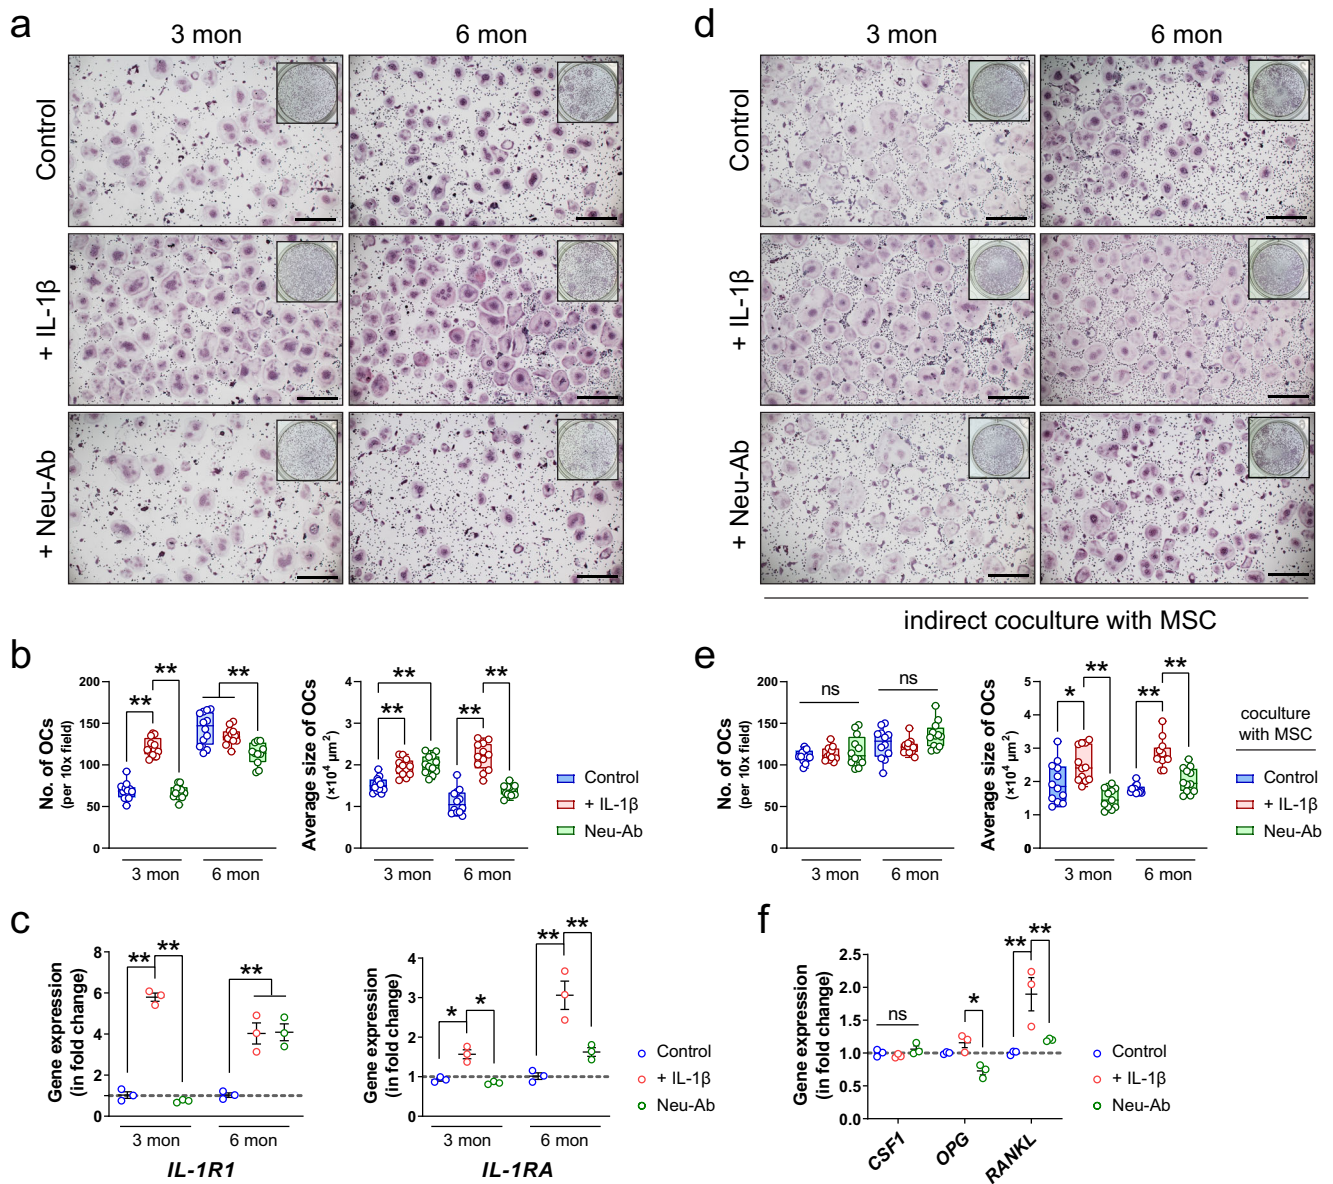 a
3 mon
6 mon
Control
+ IL-1β
+ Neu-Ab
d
3 mon
6 mon
Control
+ IL-1β
+ Neu-Ab
indirect coculture with MSC
b
No. of OCs
(per 10x field)
200
150
100
50
0
**
**
**
3 mon
6 mon
Average size of OCs
(×10⁴ μm²)
4
3
2
1
0
**
**
**
**
3 mon
6 mon
Control
+ IL-1β
Neu-Ab
e
No. of OCs
(per 10x field)
200
150
100
50
0
ns
ns
3 mon
6 mon
Average size of OCs
(×10⁴ μm²)
5
4
3
2
1
0
*
**
**
**
3 mon
6 mon
coculture
with MSC
Control
+ IL-1β
Neu-Ab
c
Gene expression
(in fold change)
8
6
4
2
0
**
**
**
3 mon
6 mon
IL-1R1
Gene expression
(in fold change)
4
3
2
1
0
*
*
**
**
3 mon
6 mon
IL-1RA
Control
+ IL-1β
Neu-Ab
f
Gene expression
(in fold change)
2.5
2.0
1.5
1.0
0.5
0.0
ns
*
**
**
CSF1
OPG
RANKL
Control
+ IL-1β
Neu-Ab